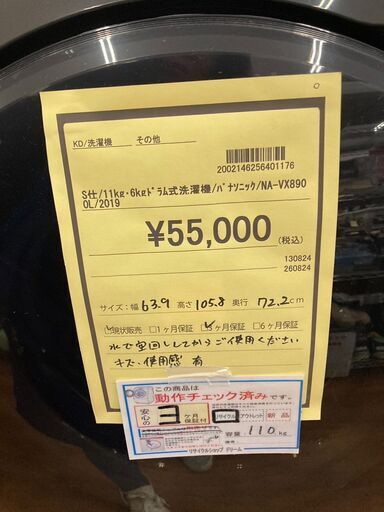 KD/洗濯機 その他
2002146256401176
S仕/11kg・6kgドラム式洗濯機/パナソニック/NA-VX890
0L/2019
¥55,000
(税込)
130824
260824
サイズ:幅 63.9 高さ 105.8 奥行 72.2cm
現状販売 □1ヶ月保証 3ヶ月保証 □6ヶ月保証
水で空回ししてからご使用ください
キズ、使用感 有
この商品は
動作チェック済みです。
安心の 3ヶ月保証付
リサイクル アウトレット 新品
容量 110kg
リサイクルショップ ドリーム